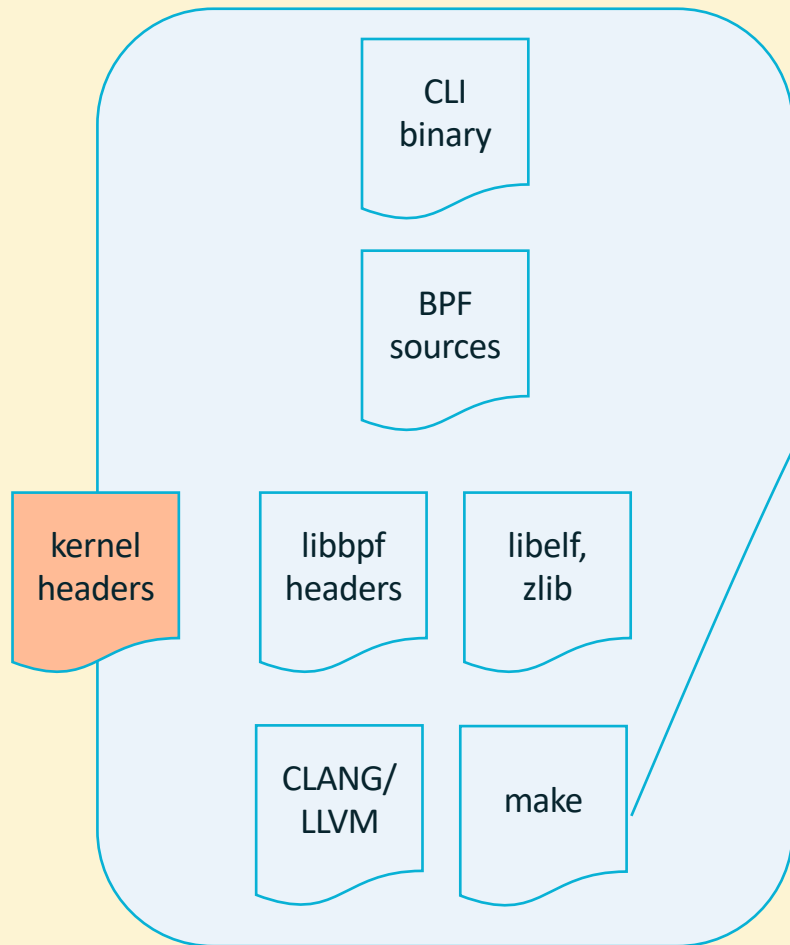 CLI
binary
BPF
sources
kernel
headers
libbpf
headers
libelf,
zlib
CLANG/
LLVM
make